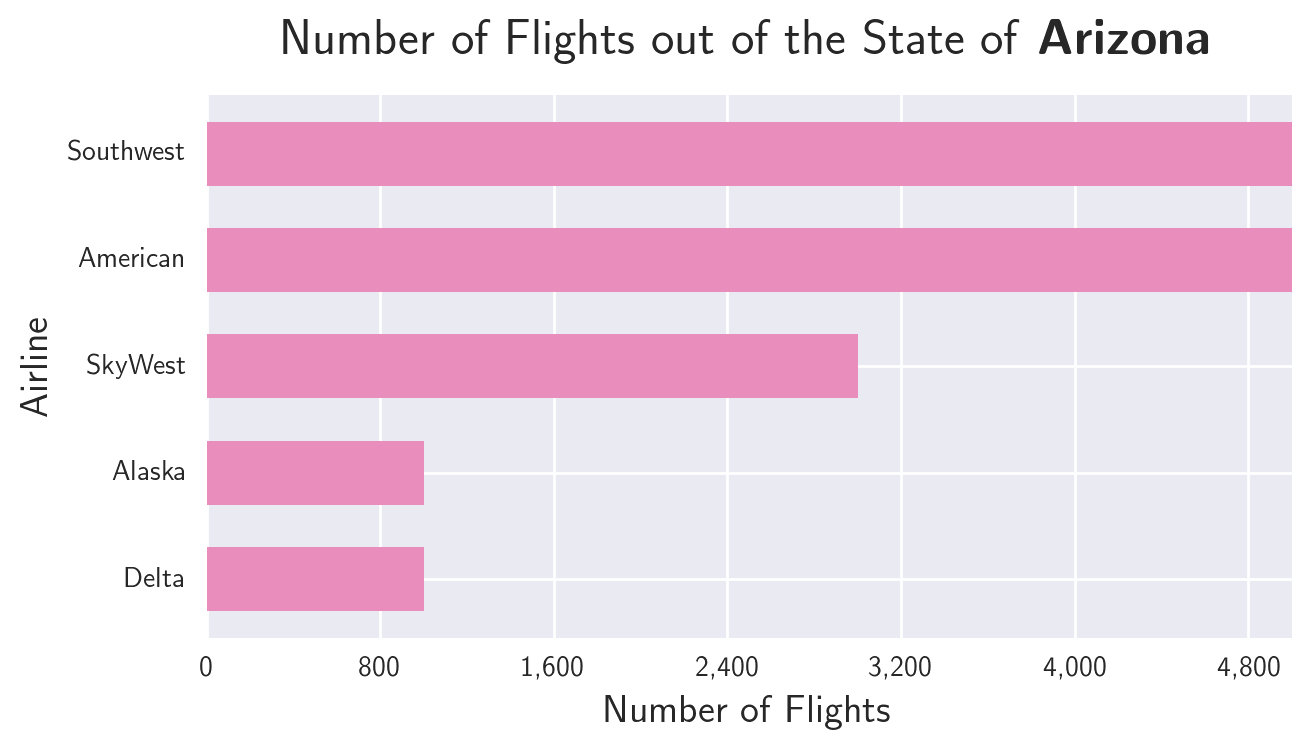 Number of Flights out of the State of Arizona
Southwest
American
SkyWest
Alaska
Delta
Airline
0 800 1,600 2,400 3,200 4,000 4,800
Number of Flights